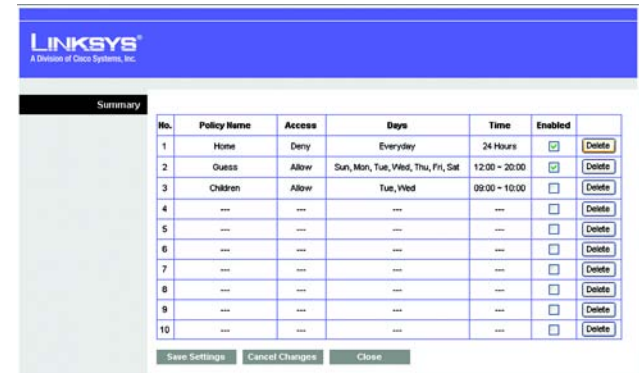 LINKSYS®
A Division of Cisco Systems, Inc.
Summary
No. Policy Name Access Days Time Enabled
1 Home Deny Everyday 24 Hours Delete
2 Guess Allow Sun, Mon, Tue, Wed, Thu, Fri, Sat 12:00 ~ 20:00 Delete
3 Children Allow Tue, Wed 09:00 ~ 10:00 Delete
4 --- --- --- --- Delete
5 --- --- --- --- Delete
6 --- --- --- --- Delete
7 --- --- --- --- Delete
8 --- --- --- --- Delete
9 --- --- --- --- Delete
10 --- --- --- --- Delete
Save Settings Cancel Changes Close